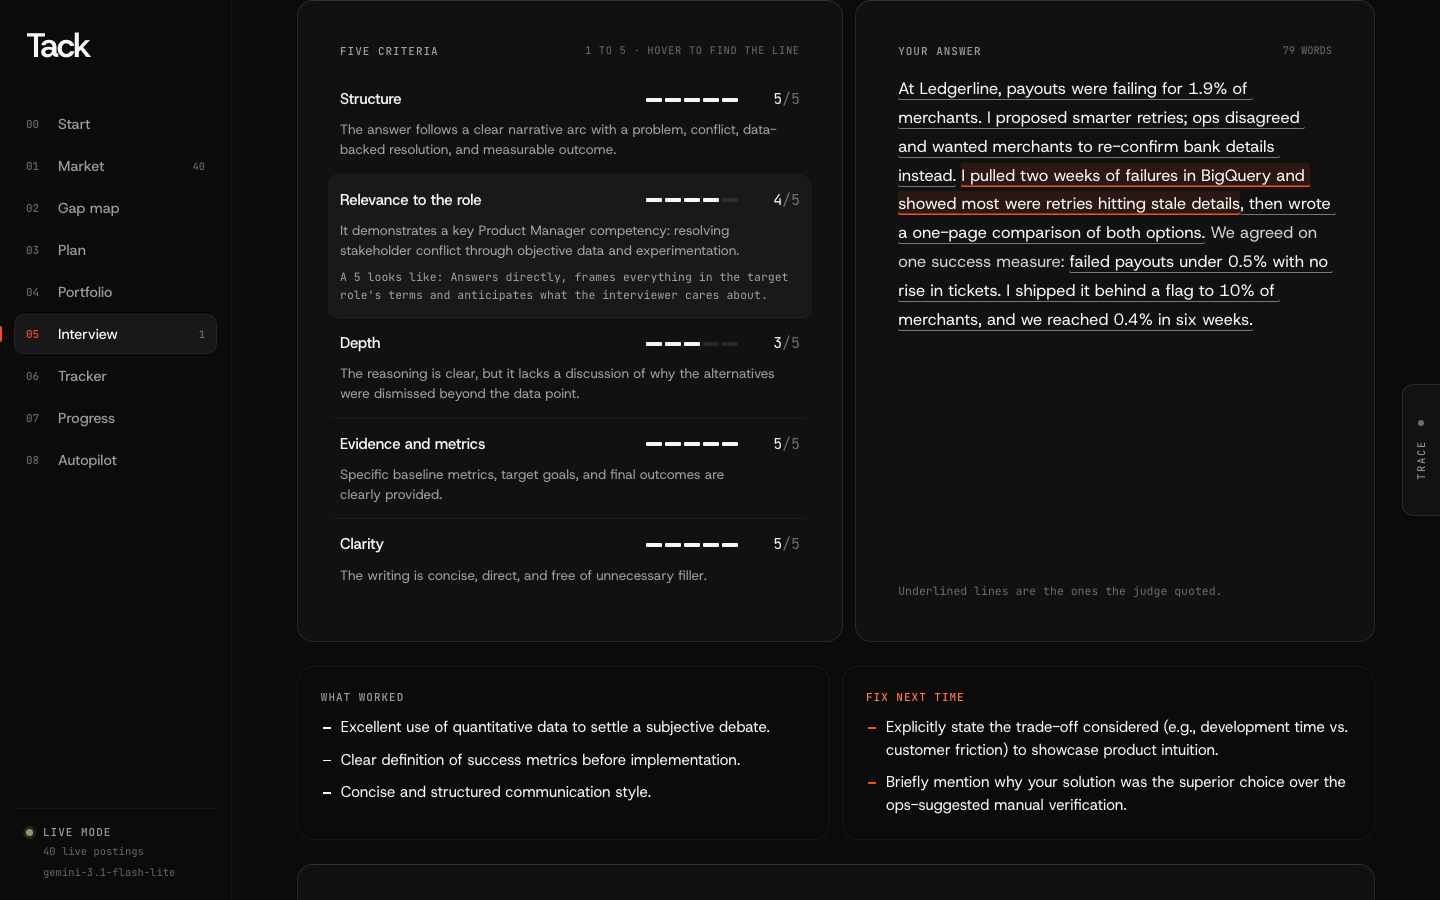 Tack
00 Start
01 Market 40
02 Gap map
03 Plan
04 Portfolio
05 Interview 1
06 Tracker
07 Progress
08 Autopilot
LIVE MODE
40 live postings
gemini-3.1-flash-lite
FIVE CRITERIA
1 TO 5 · HOVER TO FIND THE LINE
Structure 5/5
The answer follows a clear narrative arc with a problem, conflict, data-
backed resolution, and measurable outcome.
Relevance to the role 4/5
It demonstrates a key Product Manager competency: resolving
stakeholder conflict through objective data and experimentation.
A 5 looks like: Answers directly, frames everything in the target
role's terms and anticipates what the interviewer cares about.
Depth 3/5
The reasoning is clear, but it lacks a discussion of why the alternatives
were dismissed beyond the data point.
Evidence and metrics 5/5
Specific baseline metrics, target goals, and final outcomes are
clearly provided.
Clarity 5/5
The writing is concise, direct, and free of unnecessary filler.
YOUR ANSWER
79 WORDS
At Ledgerline, payouts were failing for 1.9% of
merchants. I proposed smarter retries; ops disagreed
and wanted merchants to re-confirm bank details
instead. I pulled two weeks of failures in BigQuery and
showed most were retries hitting stale details, then wrote
a one-page comparison of both options. We agreed on
one success measure: failed payouts under 0.5% with no
rise in tickets. I shipped it behind a flag to 10% of
merchants, and we reached 0.4% in six weeks.
Underlined lines are the ones the judge quoted.
TRACE
WHAT WORKED
– Excellent use of quantitative data to settle a subjective debate.
– Clear definition of success metrics before implementation.
– Concise and structured communication style.
FIX NEXT TIME
– Explicitly state the trade-off considered (e.g., development time vs.
customer friction) to showcase product intuition.
– Briefly mention why your solution was the superior choice over the
ops-suggested manual verification.